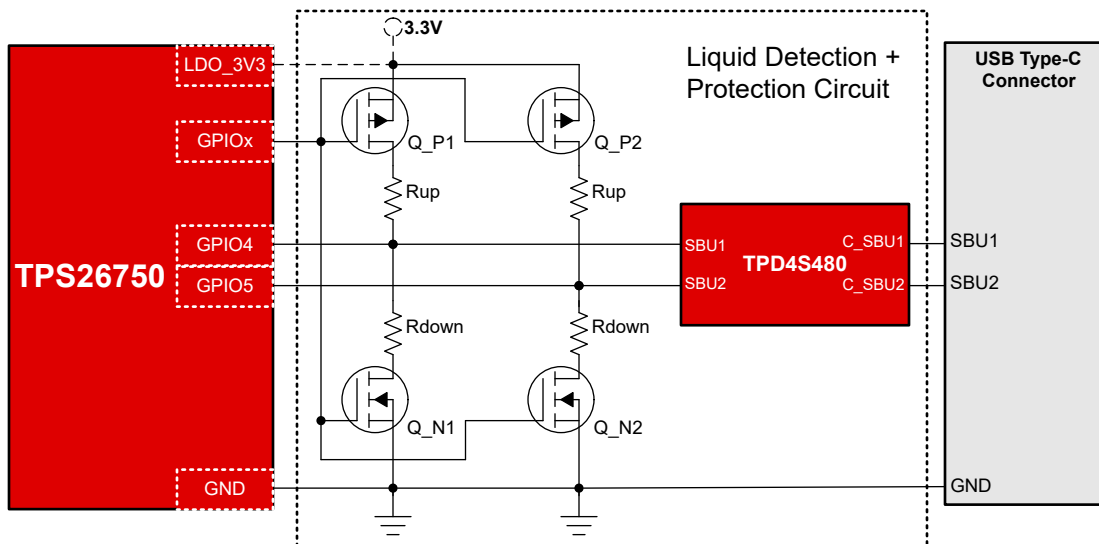 3.3V
LDO_3V3
Liquid Detection +
Protection Circuit
USB Type-C
Connector
GPIOx
Q_P1
Q_P2
Rup
Rup
GPIO4
SBU1
C_SBU1
SBU1
TPS26750
TPD4S480
GPIO5
SBU2
C_SBU2
SBU2
Rdown
Rdown
Q_N1
Q_N2
GND
GND